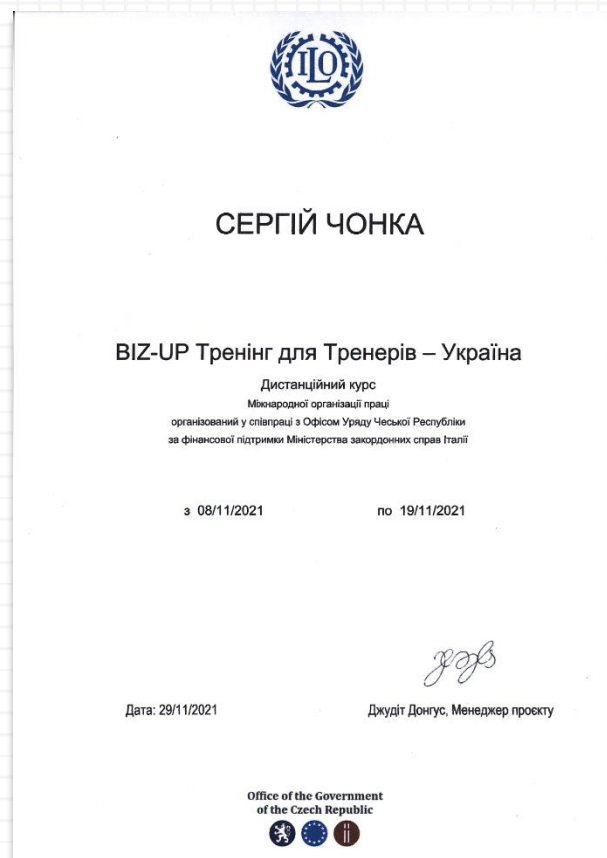 ILO
СЕРГІЙ ЧОНКА
BIZ-UP Тренінг для Тренерів – Україна
Дистанційний курс
Міжнародної організації праці
організований у співпраці з Офісом Уряду Чеської Республіки
за фінансової підтримки Міністерства закордонних справ Італії
з 08/11/2021 по 19/11/2021
Дата: 29/11/2021 Джудіт Донгус, Менеджер проєкту
Office of the Government
of the Czech Republic